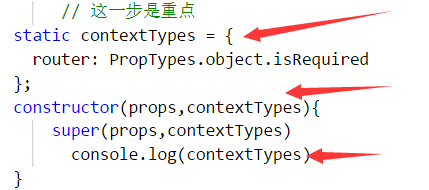 // 这一步是重点
static contextTypes = {
router: PropTypes.object.isRequired
};
constructor(props,contextTypes){
super(props,contextTypes)
console.log(contextTypes)
}